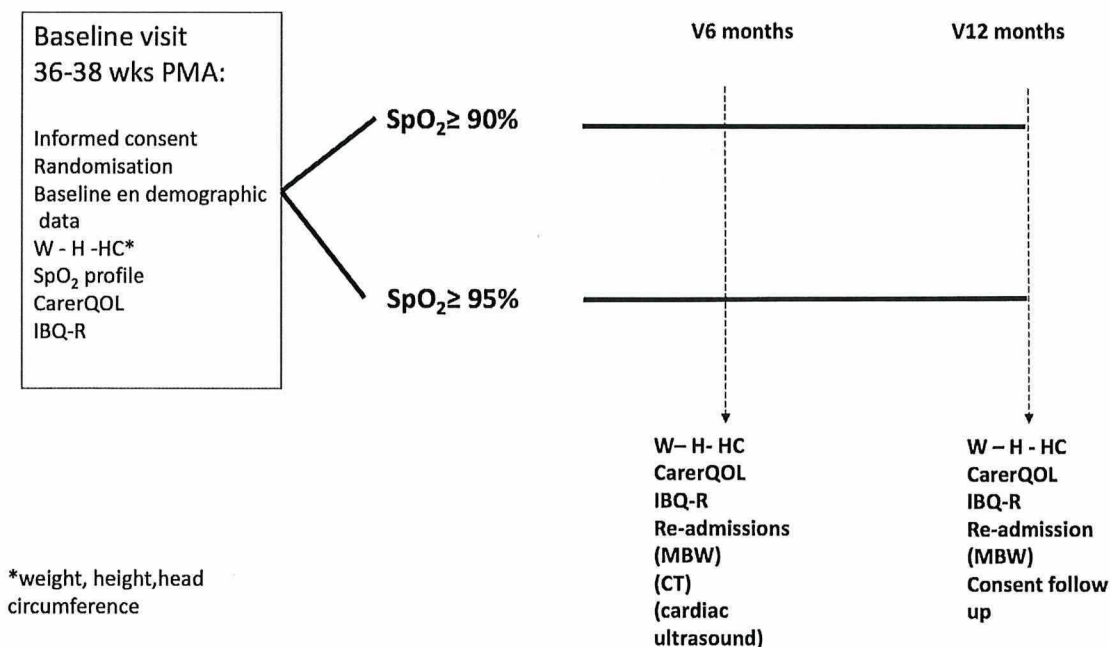 Baseline visit
36-38 wks PMA:
Informed consent
Randomisation
Baseline en demographic
data
W - H -HC*
SpO₂ profile
CarerQOL
IBQ-R
SpO₂≥ 90%
SpO₂≥ 95%
V6 months
V12 months
W– H- HC
CarerQOL
IBQ-R
Re-admissions
(MBW)
(CT)
(cardiac
ultrasound)
W – H - HC
CarerQOL
IBQ-R
Re-admission
(MBW)
Consent follow
up
*weight, height,head
circumference